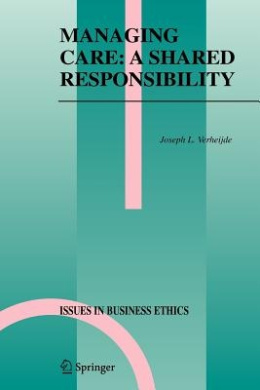 MANAGING
CARE: A SHARED
RESPONSIBILITY
Joseph L. Verheijde
ISSUES IN BUSINESS ETHICS
Springer